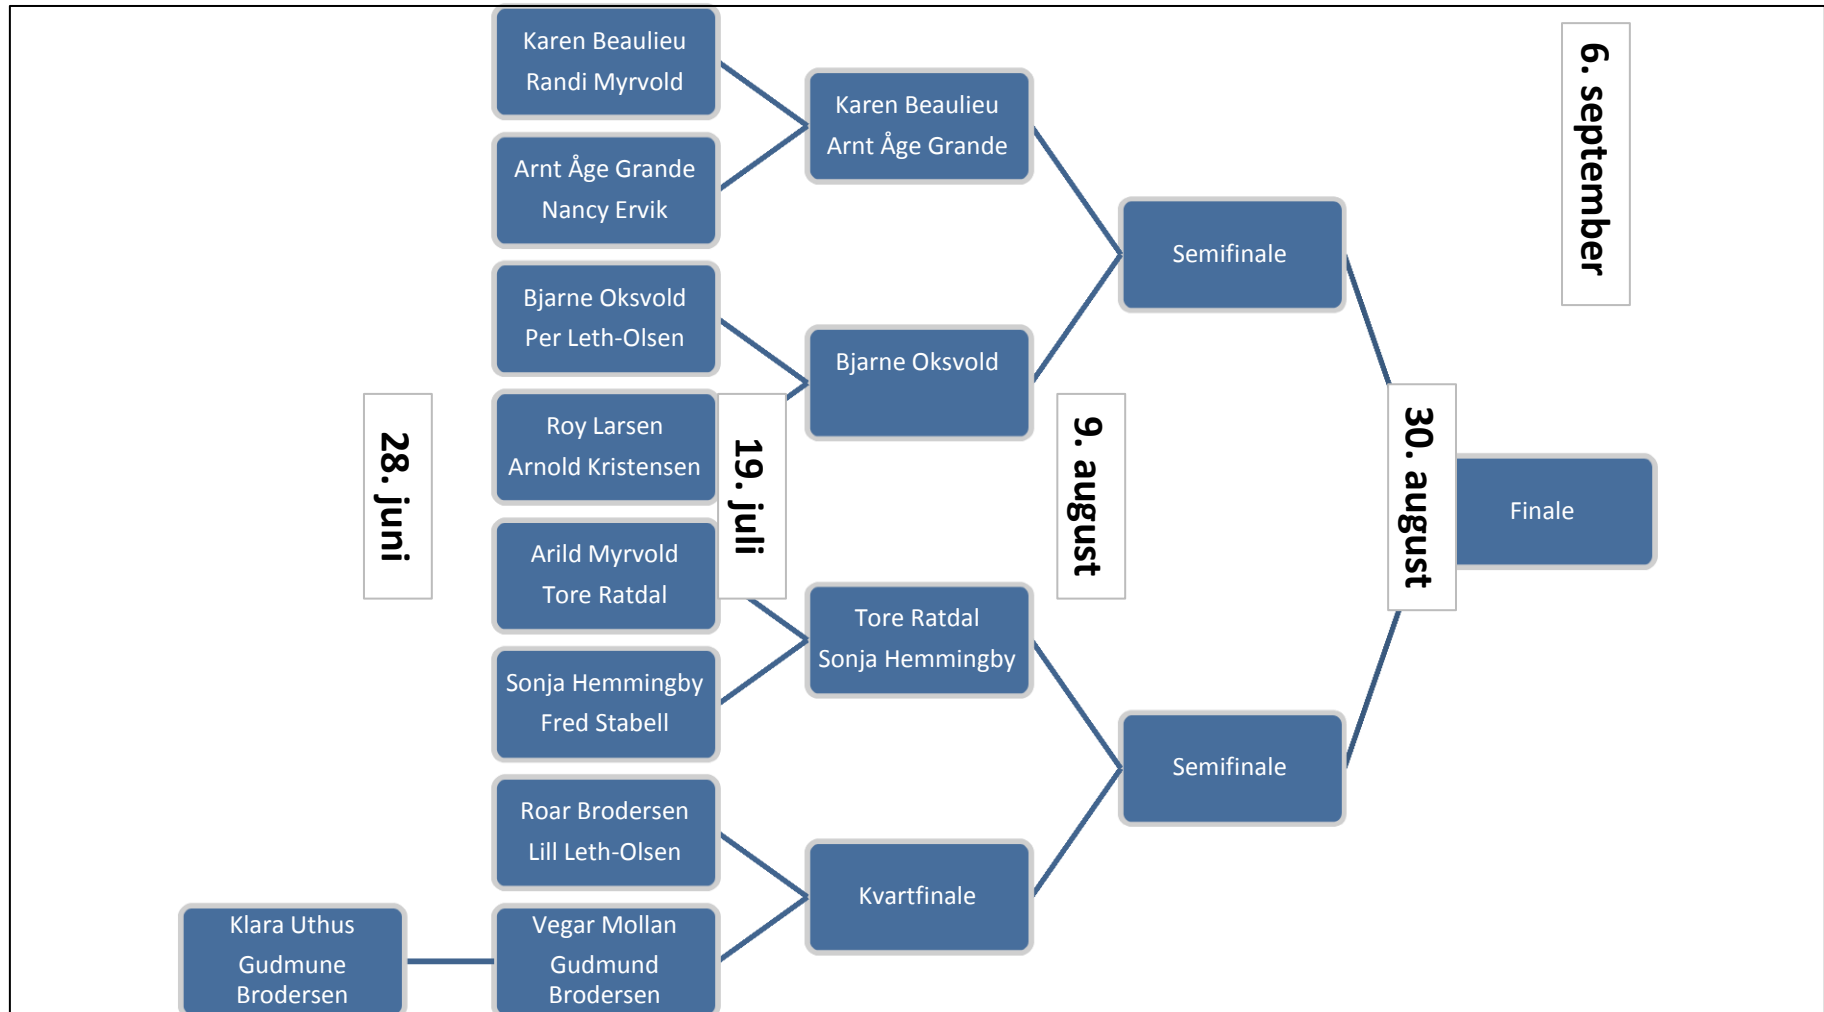 Karen Beaulieu
Randi Myrvold
Arnt Åge Grande
Nancy Ervik
Bjarne Oksvold
Per Leth-Olsen
Roy Larsen
Arnold Kristensen
Arild Myrvold
Tore Ratdal
Sonja Hemmingby
Fred Stabell
Roar Brodersen
Lill Leth-Olsen
Klara Uthus
Gudmune
Brodersen
Vegar Mollan
Gudmund
Brodersen
Karen Beaulieu
Arnt Åge Grande
Bjarne Oksvold
Tore Ratdal
Sonja Hemmingby
Kvartfinale
Semifinale
Semifinale
Finale
28. juni
19. juli
9. august
30. august
6. september